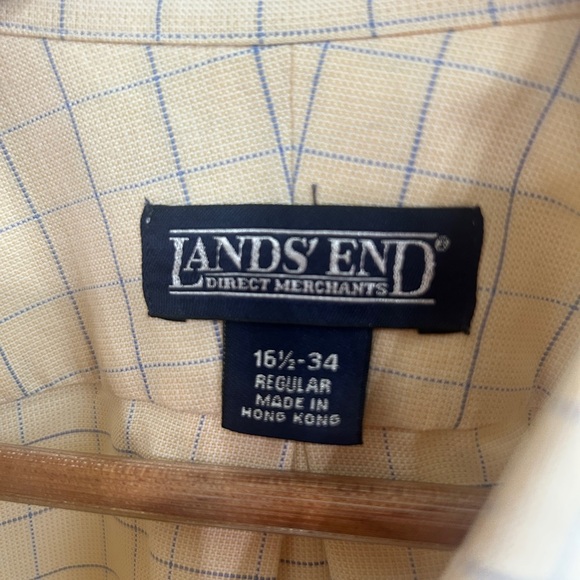 LANDS' END®
DIRECT MERCHANTS
16½-34
REGULAR
MADE IN
HONG KONG